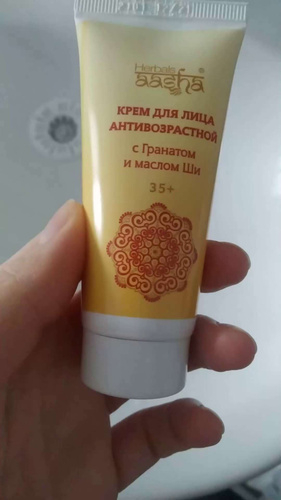 Herbals
aasha®
КРЕМ ДЛЯ ЛИЦА
АНТИВОЗРАСТНОЙ
с Гранатом
и маслом Ши
35+